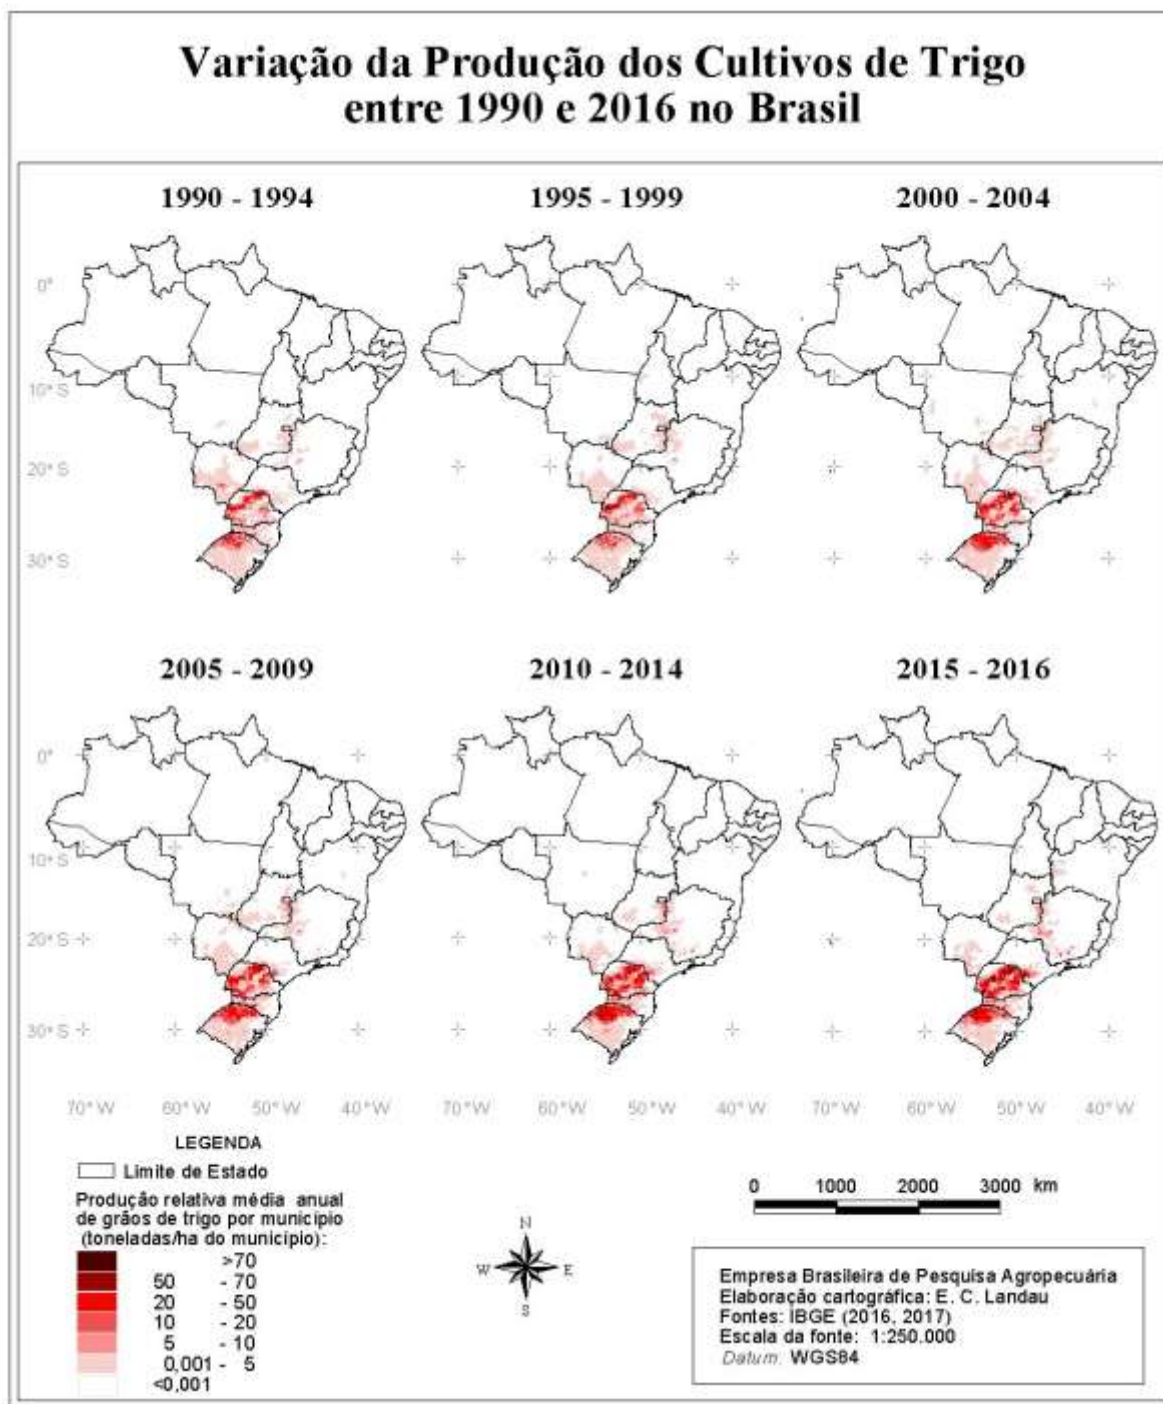 Variação da Produção dos Cultivos de Trigo
entre 1990 e 2016 no Brasil
1990 - 1994
1995 - 1999
2000 - 2004
0°
10° S
20° S
30° S
2005 - 2009
2010 - 2014
2015 - 2016
0°
10° S
20° S
30° S
70° W 60° W 50° W 40° W
70° W 60° W 50° W 40° W
70° W 60° W 50° W 40° W
LEGENDA
Limite de Estado
Produção relativa média anual
de grãos de trigo por município
(toneladas/ha do município):
>70
50 - 70
20 - 50
10 - 20
5 - 10
0,001 - 5
<0,001
N
W E
S
0 1000 2000 3000 km
Empresa Brasileira de Pesquisa Agropecuária
Elaboração cartográfica: E. C. Landau
Fontes: IBGE (2016, 2017)
Escala da fonte: 1:250.000
Datum: WGS84